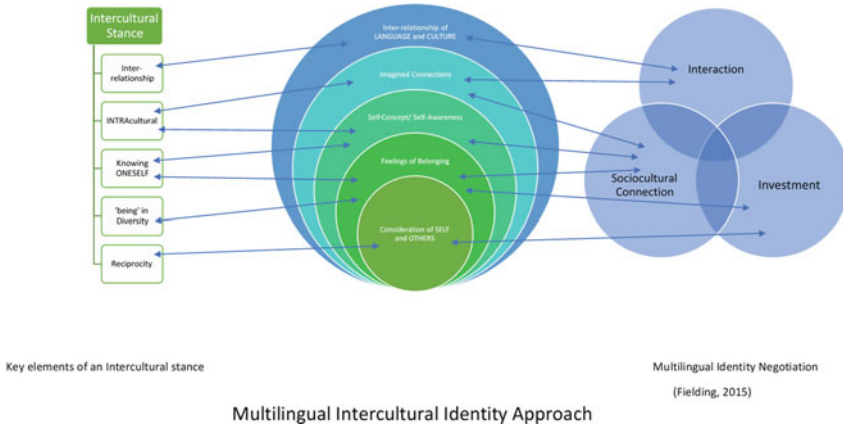 Intercultural
Stance
Inter-
relationship
INTRAcultural
Knowing
ONESELF
'being' in
Diversity
Reciprocity
Inter-relationship of
LANGUAGE and CULTURE
Imagined Connections
Self-Concept/ Self-Awareness
Feelings of Belonging
Consideration of SELF
and OTHERS
Interaction
Sociocultural
Connection
Investment
Key elements of an Intercultural stance
Multilingual Identity Negotiation
(Fielding, 2015)
Multilingual Intercultural Identity Approach